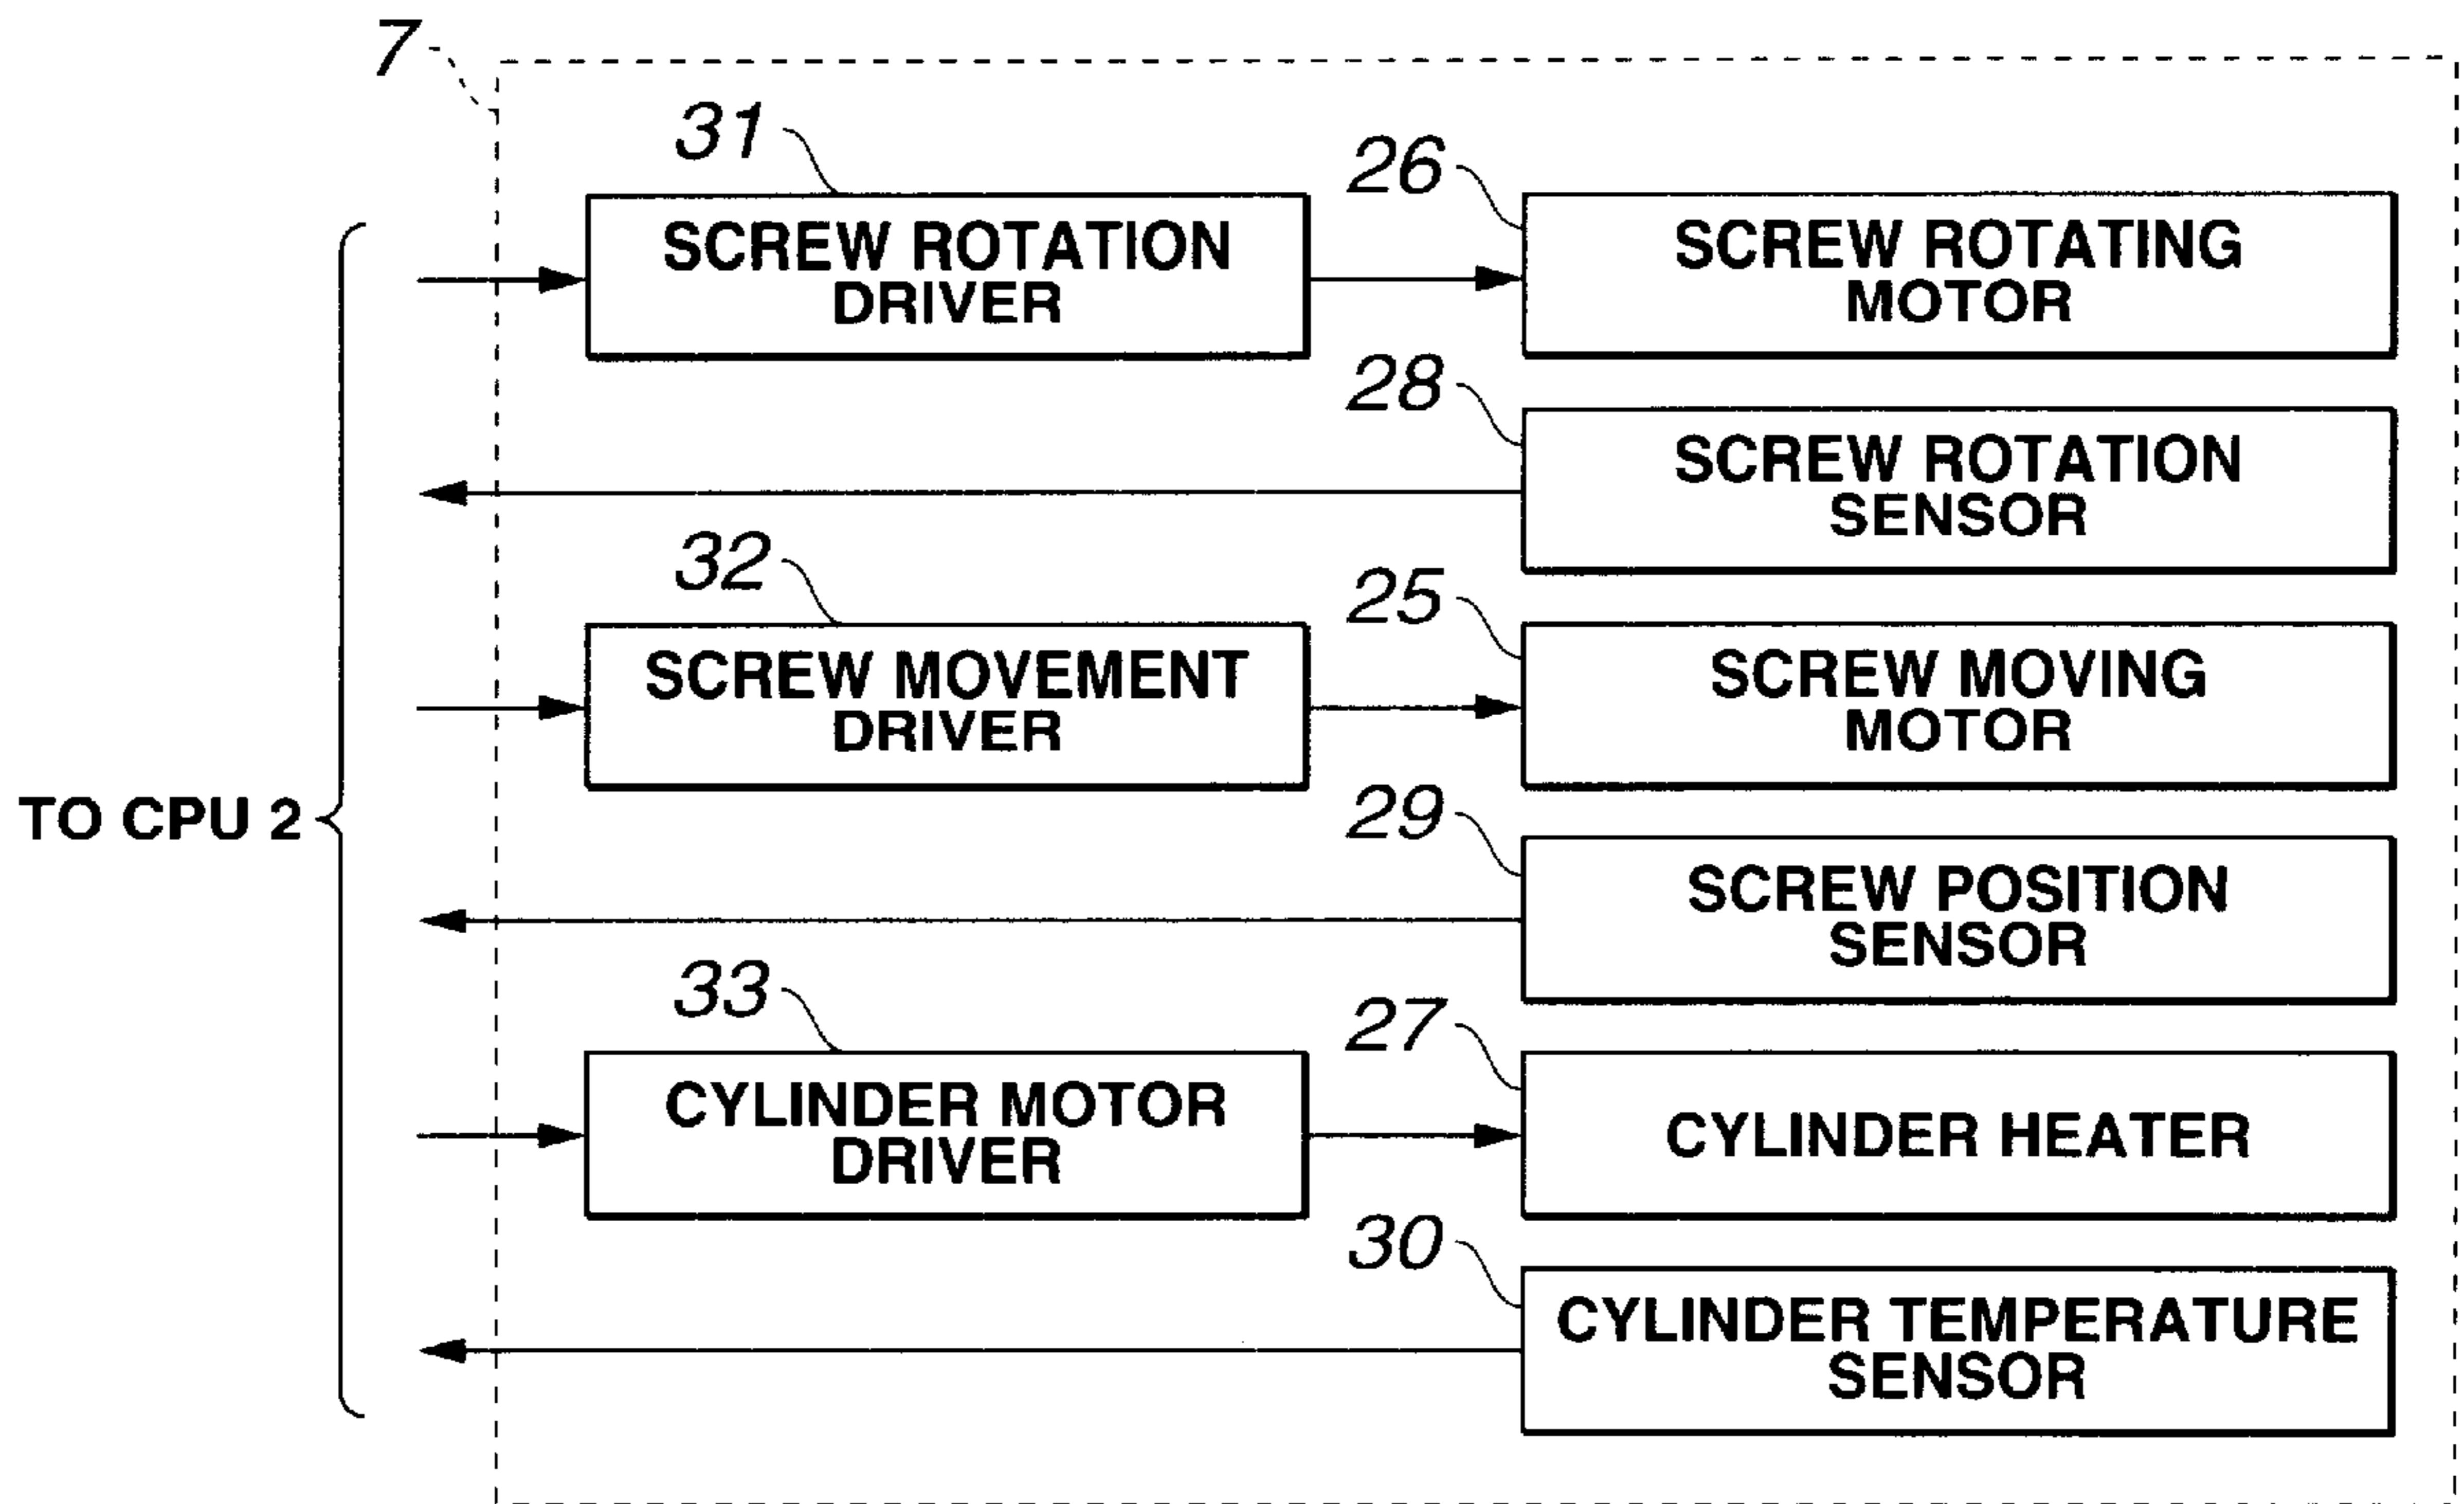 7
31
SCREW ROTATION
DRIVER
26
SCREW ROTATING
MOTOR
28
SCREW ROTATION
SENSOR
32
SCREW MOVEMENT
DRIVER
25
SCREW MOVING
MOTOR
TO CPU 2
29
SCREW POSITION
SENSOR
33
CYLINDER MOTOR
DRIVER
27
CYLINDER HEATER
30
CYLINDER TEMPERATURE
SENSOR